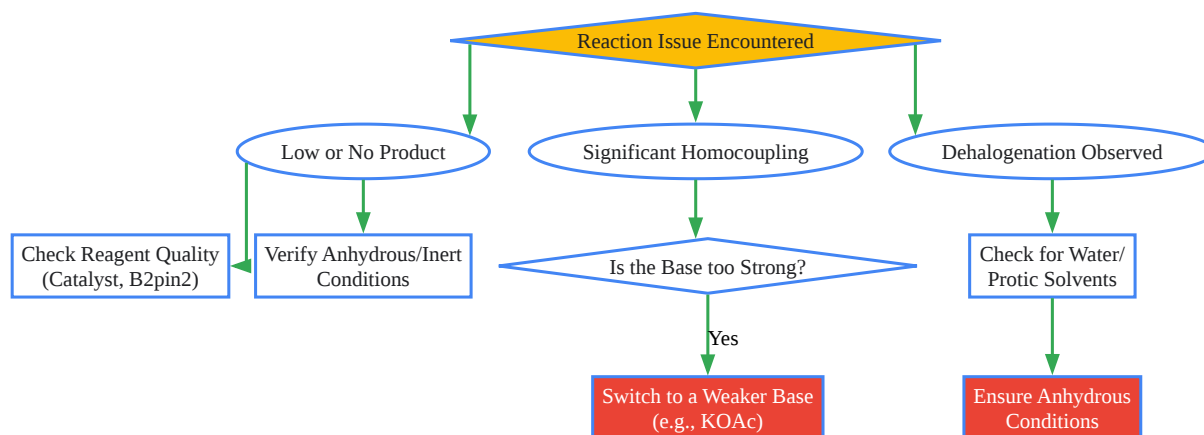 Reaction Issue Encountered
Low or No Product
Significant Homocoupling
Dehalogenation Observed
Check Reagent Quality
(Catalyst, B2pin2)
Verify Anhydrous/Inert
Conditions
Is the Base too Strong?
Check for Water/
Protic Solvents
Yes
Switch to a Weaker Base
(e.g., KOAc)
Ensure Anhydrous
Conditions